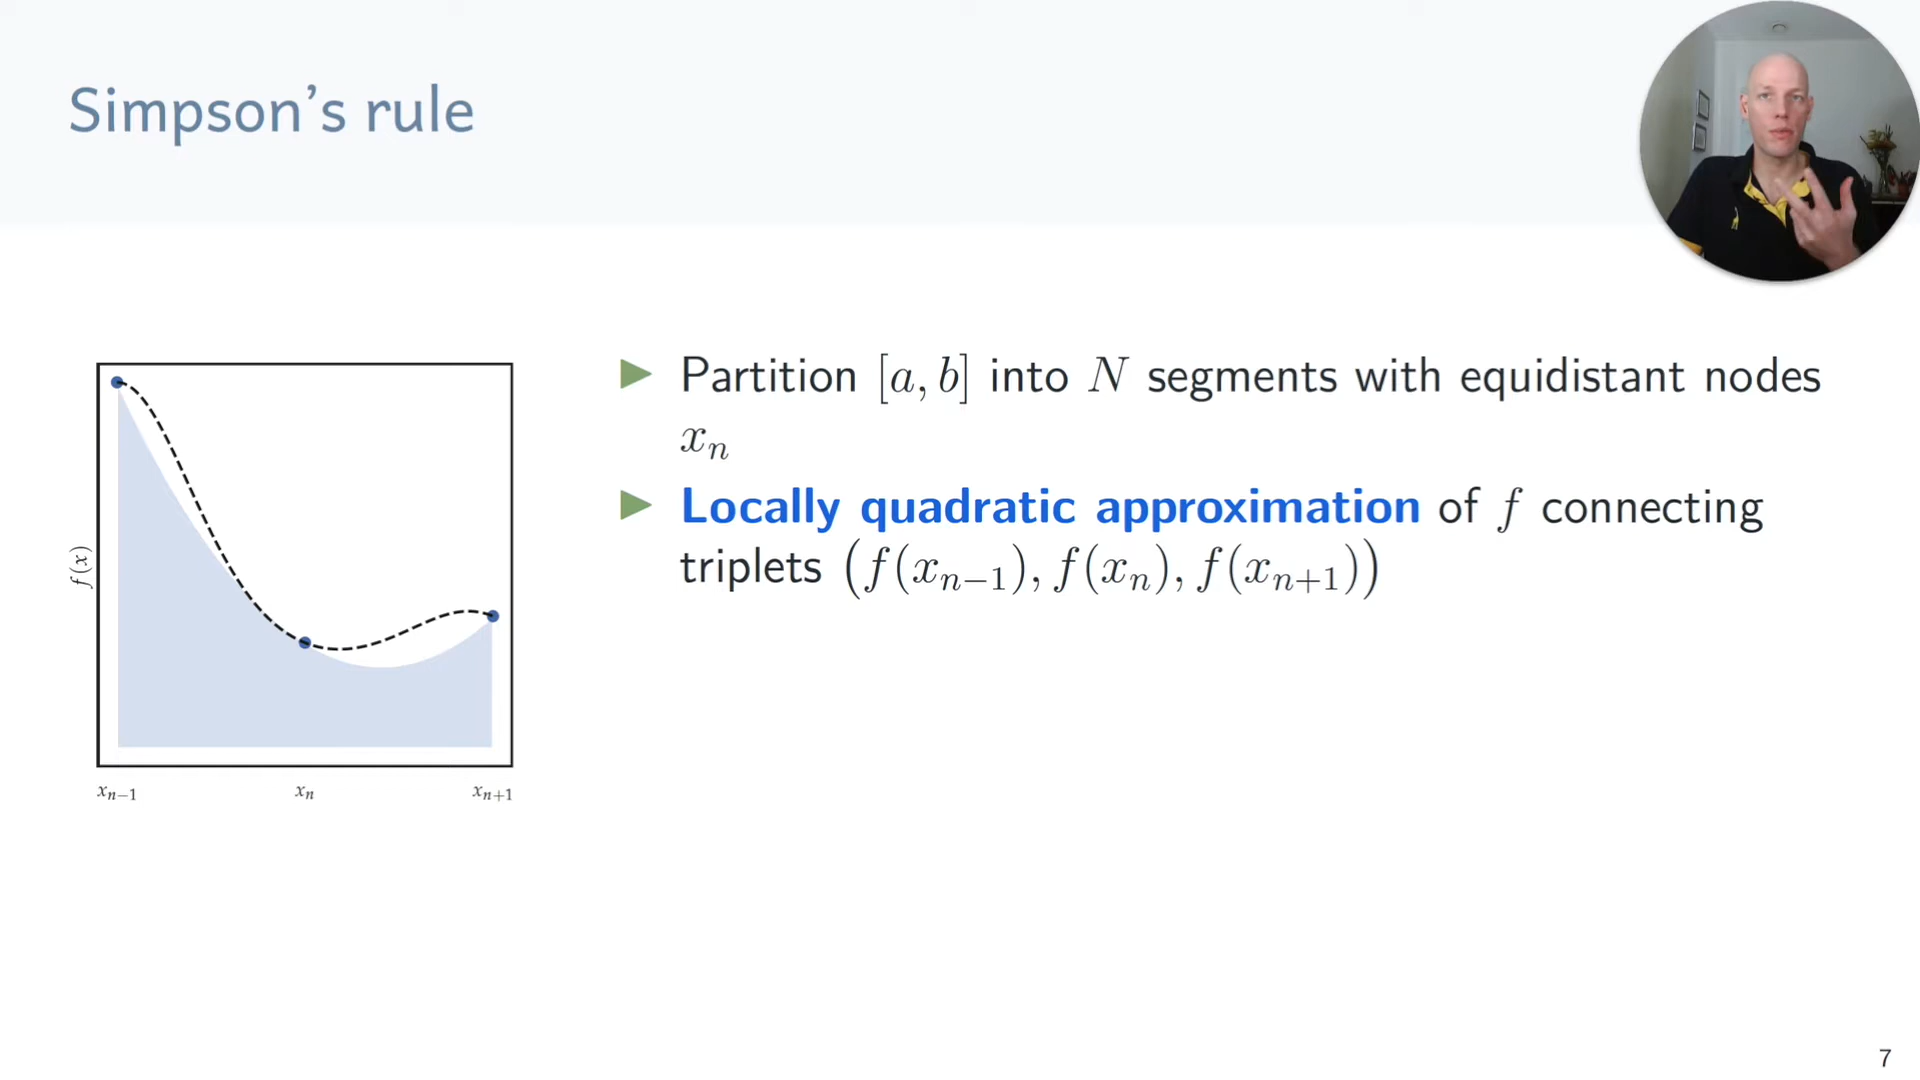 Simpson's rule
f(x)
x_{n−1} x_n x_{n+1}
▶ Partition [a, b] into N segments with equidistant nodes
x_n
▶ Locally quadratic approximation of f connecting
triplets (f(x_{n−1}), f(x_n), f(x_{n+1}))
7